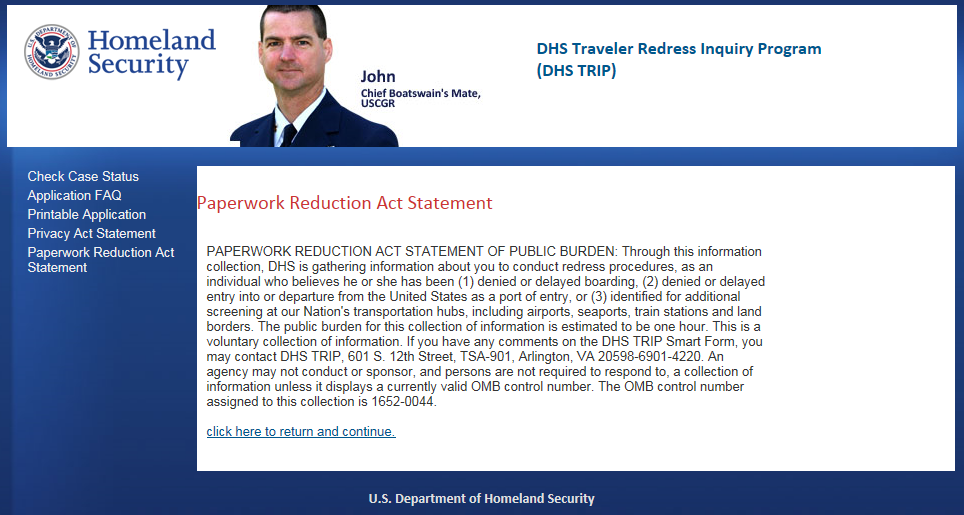 Homeland
Security
John
Chief Boatswain's Mate,
USCGR
DHS Traveler Redress Inquiry Program
(DHS TRIP)
Check Case Status
Application FAQ
Printable Application
Privacy Act Statement
Paperwork Reduction Act
Statement
Paperwork Reduction Act Statement
PAPERWORK REDUCTION ACT STATEMENT OF PUBLIC BURDEN: Through this information
collection, DHS is gathering information about you to conduct redress procedures, as an
individual who believes he or she has been (1) denied or delayed boarding, (2) denied or delayed
entry into or departure from the United States as a port of entry, or (3) identified for additional
screening at our Nation's transportation hubs, including airports, seaports, train stations and land
borders. The public burden for this collection of information is estimated to be one hour. This is a
voluntary collection of information. If you have any comments on the DHS TRIP Smart Form, you
may contact DHS TRIP, 601 S. 12th Street, TSA-901, Arlington, VA 20598-6901-4220. An
agency may not conduct or sponsor, and persons are not required to respond to, a collection of
information unless it displays a currently valid OMB control number. The OMB control number
assigned to this collection is 1652-0044.
click here to return and continue.
U.S. Department of Homeland Security